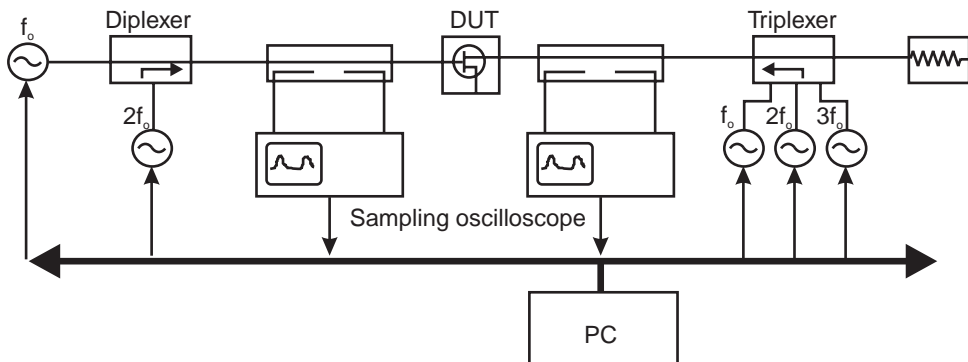 fₒ
Diplexer
DUT
Triplexer
2fₒ
fₒ 2fₒ 3fₒ
Sampling oscilloscope
PC